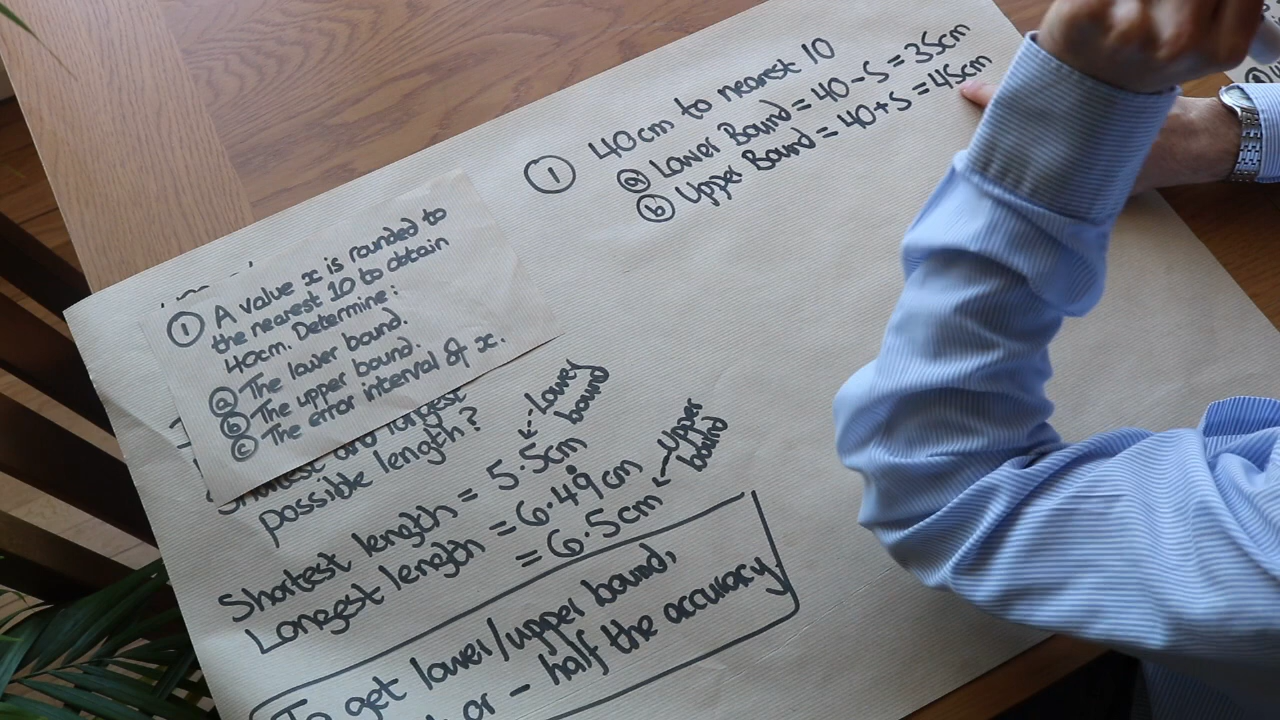 ① 40cm to nearest 10
ⓐ Lower Bound = 40-5 = 35cm
ⓑ Upper Bound = 40+5 = 45cm
① A value x is rounded to
the nearest 10 to obtain
40cm. Determine:
ⓐ The lower bound.
ⓑ The upper bound.
ⓒ The error interval of x.
shortest and longest
possible length?
Shortest length = 5.5cm ⇠ Lower
bound
Longest length = 6.49̇cm
= 6.5cm ⇠ Upper
bound
To get lower/upper bound,
or - half the accuracy